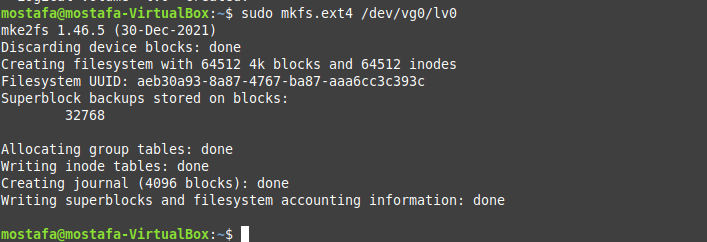 mostafa@mostafa-VirtualBox:~$ sudo mkfs.ext4 /dev/vg0/lv0
mke2fs 1.46.5 (30-Dec-2021)
Discarding device blocks: done
Creating filesystem with 64512 4k blocks and 64512 inodes
Filesystem UUID: aeb30a93-8a87-4767-ba87-aaa6cc3c393c
Superblock backups stored on blocks:
32768
Allocating group tables: done
Writing inode tables: done
Creating journal (4096 blocks): done
Writing superblocks and filesystem accounting information: done
mostafa@mostafa-VirtualBox:~$